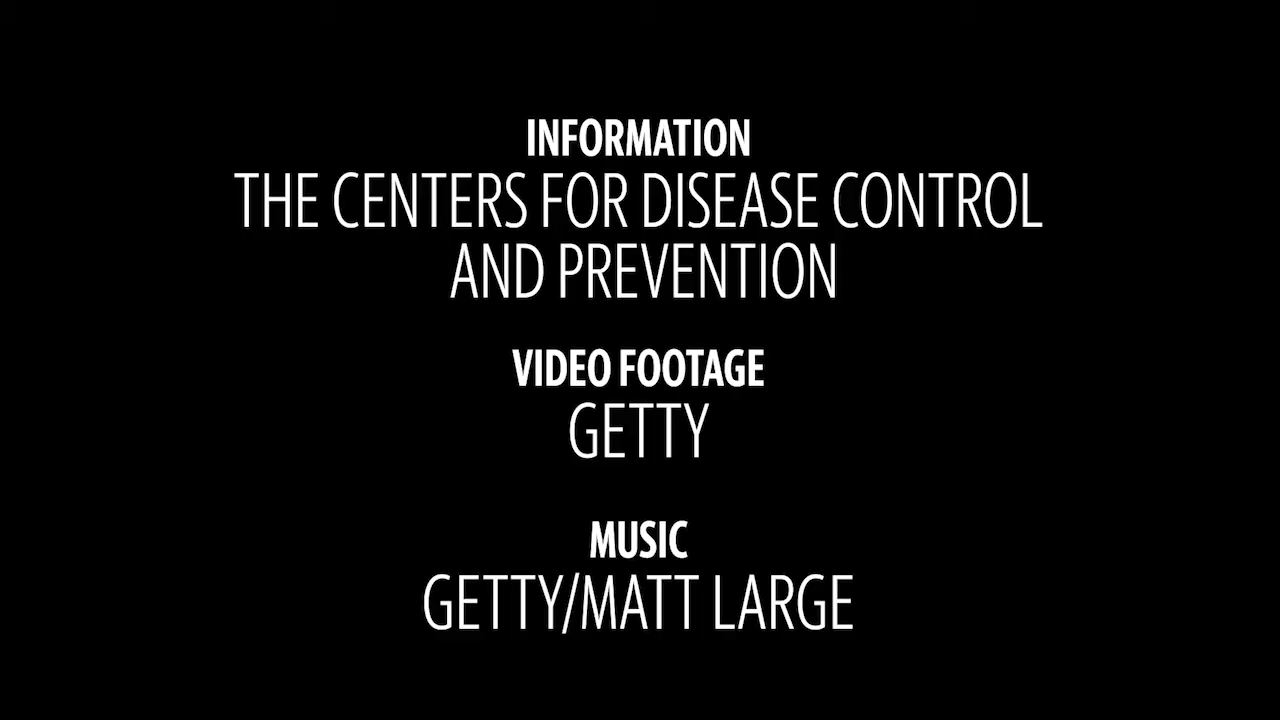 INFORMATION
THE CENTERS FOR DISEASE CONTROL
AND PREVENTION
VIDEO FOOTAGE
GETTY
MUSIC
GETTY/MATT LARGE